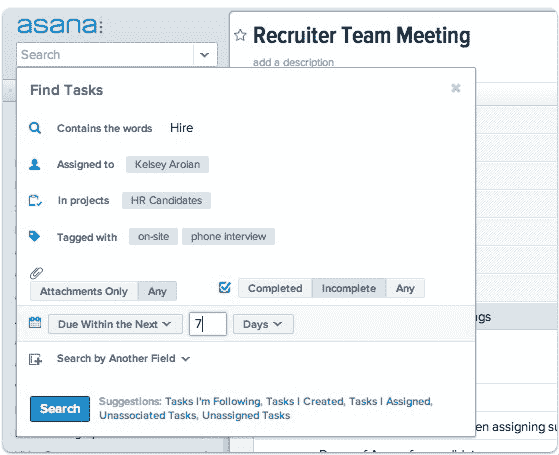 asana:
Search
Recruiter Team Meeting
add a description
Find Tasks
Contains the words Hire
Assigned to Kelsey Aroian
In projects HR Candidates
Tagged with on-site phone interview
Attachments Only Any Completed Incomplete Any
Due Within the Next 7 Days
ngs
Search by Another Field
Search Suggestions: Tasks I'm Following, Tasks I Created, Tasks I Assigned,
Unassociated Tasks, Unassigned Tasks
en assigning su